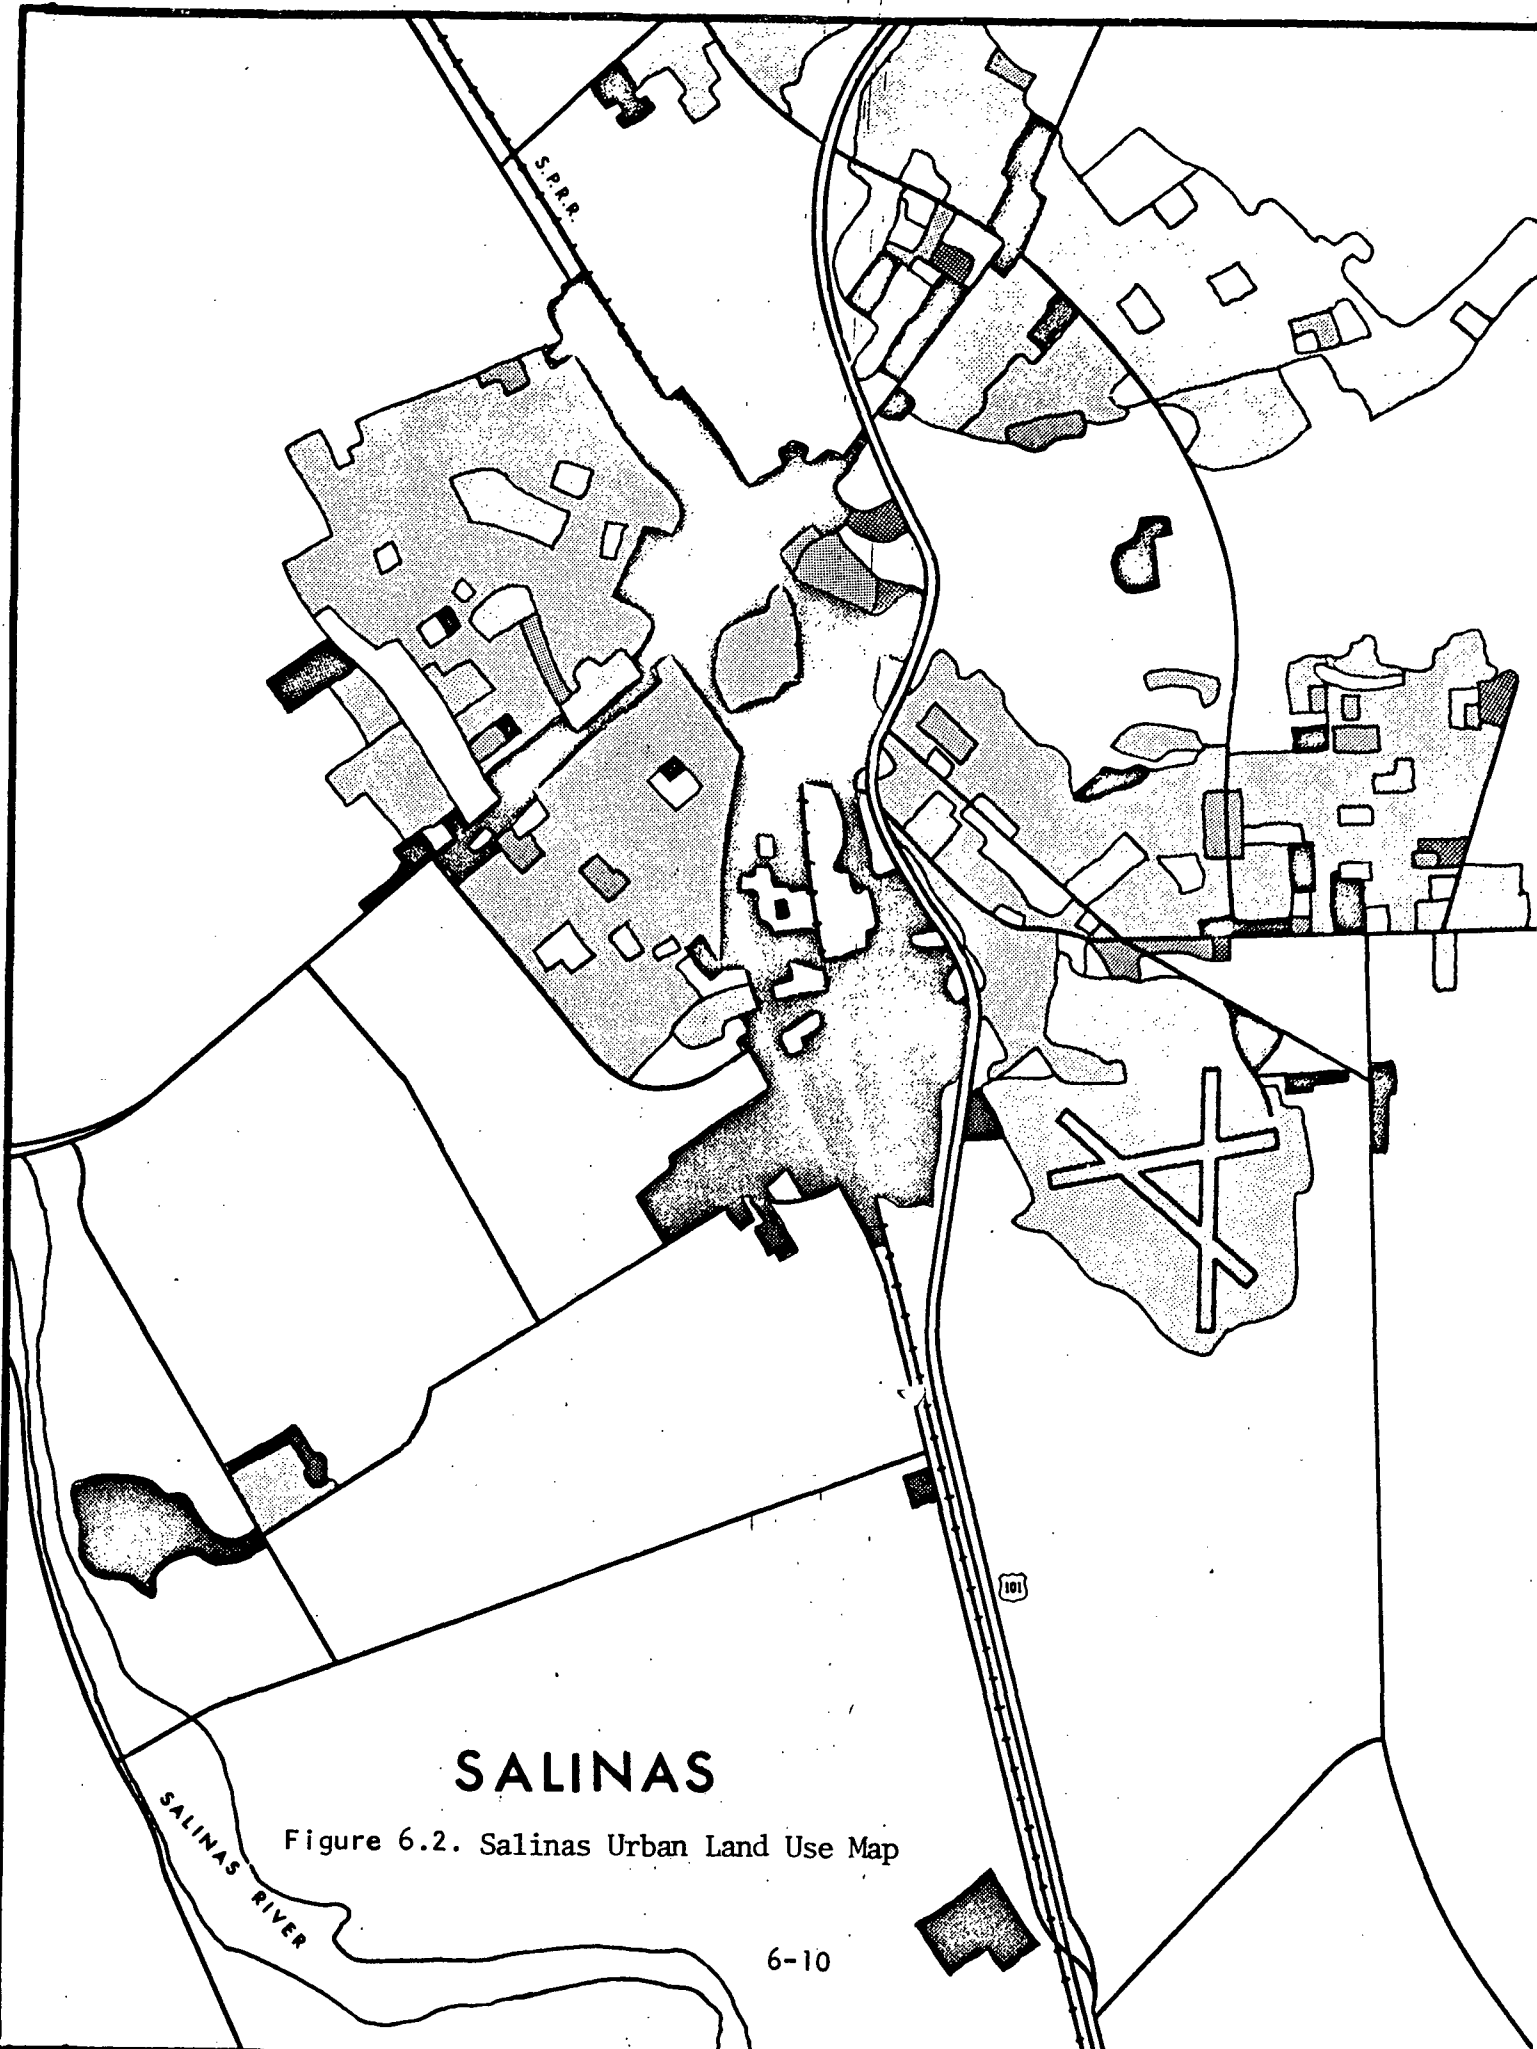 S.P.R.R.
101
SALINAS
Figure 6.2. Salinas Urban Land Use Map
SALINAS RIVER
6-10